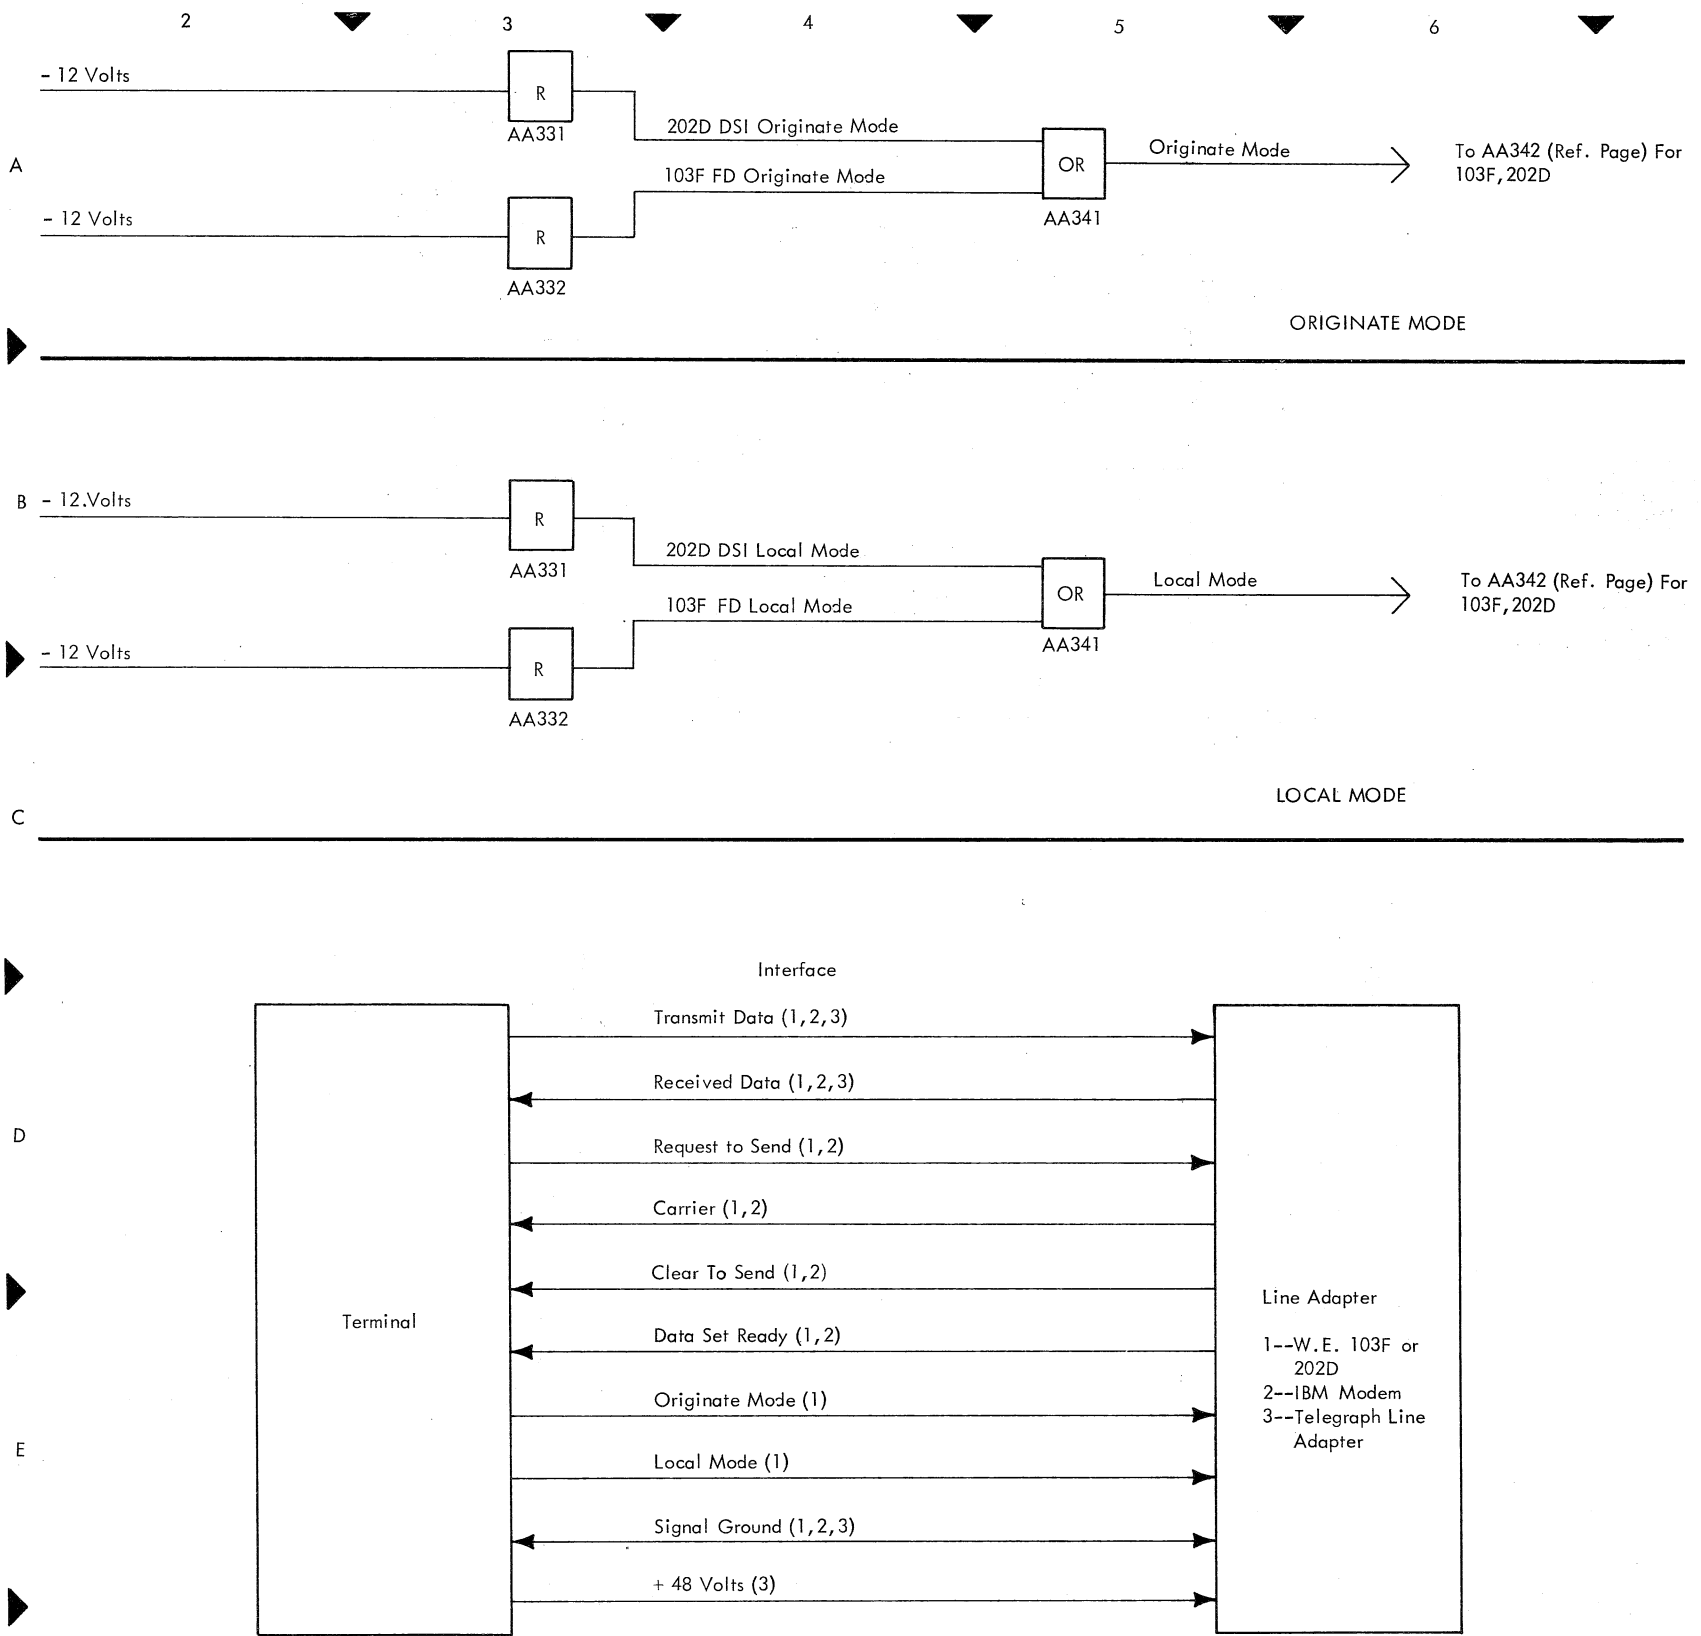 2 3 4 5 6
- 12 Volts
R
AA331
202D DSI Originate Mode
A
103F FD Originate Mode
OR
AA341
Originate Mode
To AA342 (Ref. Page) For
103F,202D
- 12 Volts
R
AA332
ORIGINATE MODE
B
- 12.Volts
R
AA331
202D DSI Local Mode
103F FD Local Mode
OR
AA341
Local Mode
To AA342 (Ref. Page) For
103F,202D
- 12 Volts
R
AA332
LOCAL MODE
C
Interface
Transmit Data (1,2,3)
Received Data (1,2,3)
D
Request to Send (1,2)
Carrier (1,2)
Clear To Send (1,2)
Terminal
Data Set Ready (1,2)
Originate Mode (1)
E
Local Mode (1)
Signal Ground (1,2,3)
+ 48 Volts (3)
Line Adapter
1--W.E. 103F or
202D
2--IBM Modem
3--Telegraph Line
Adapter